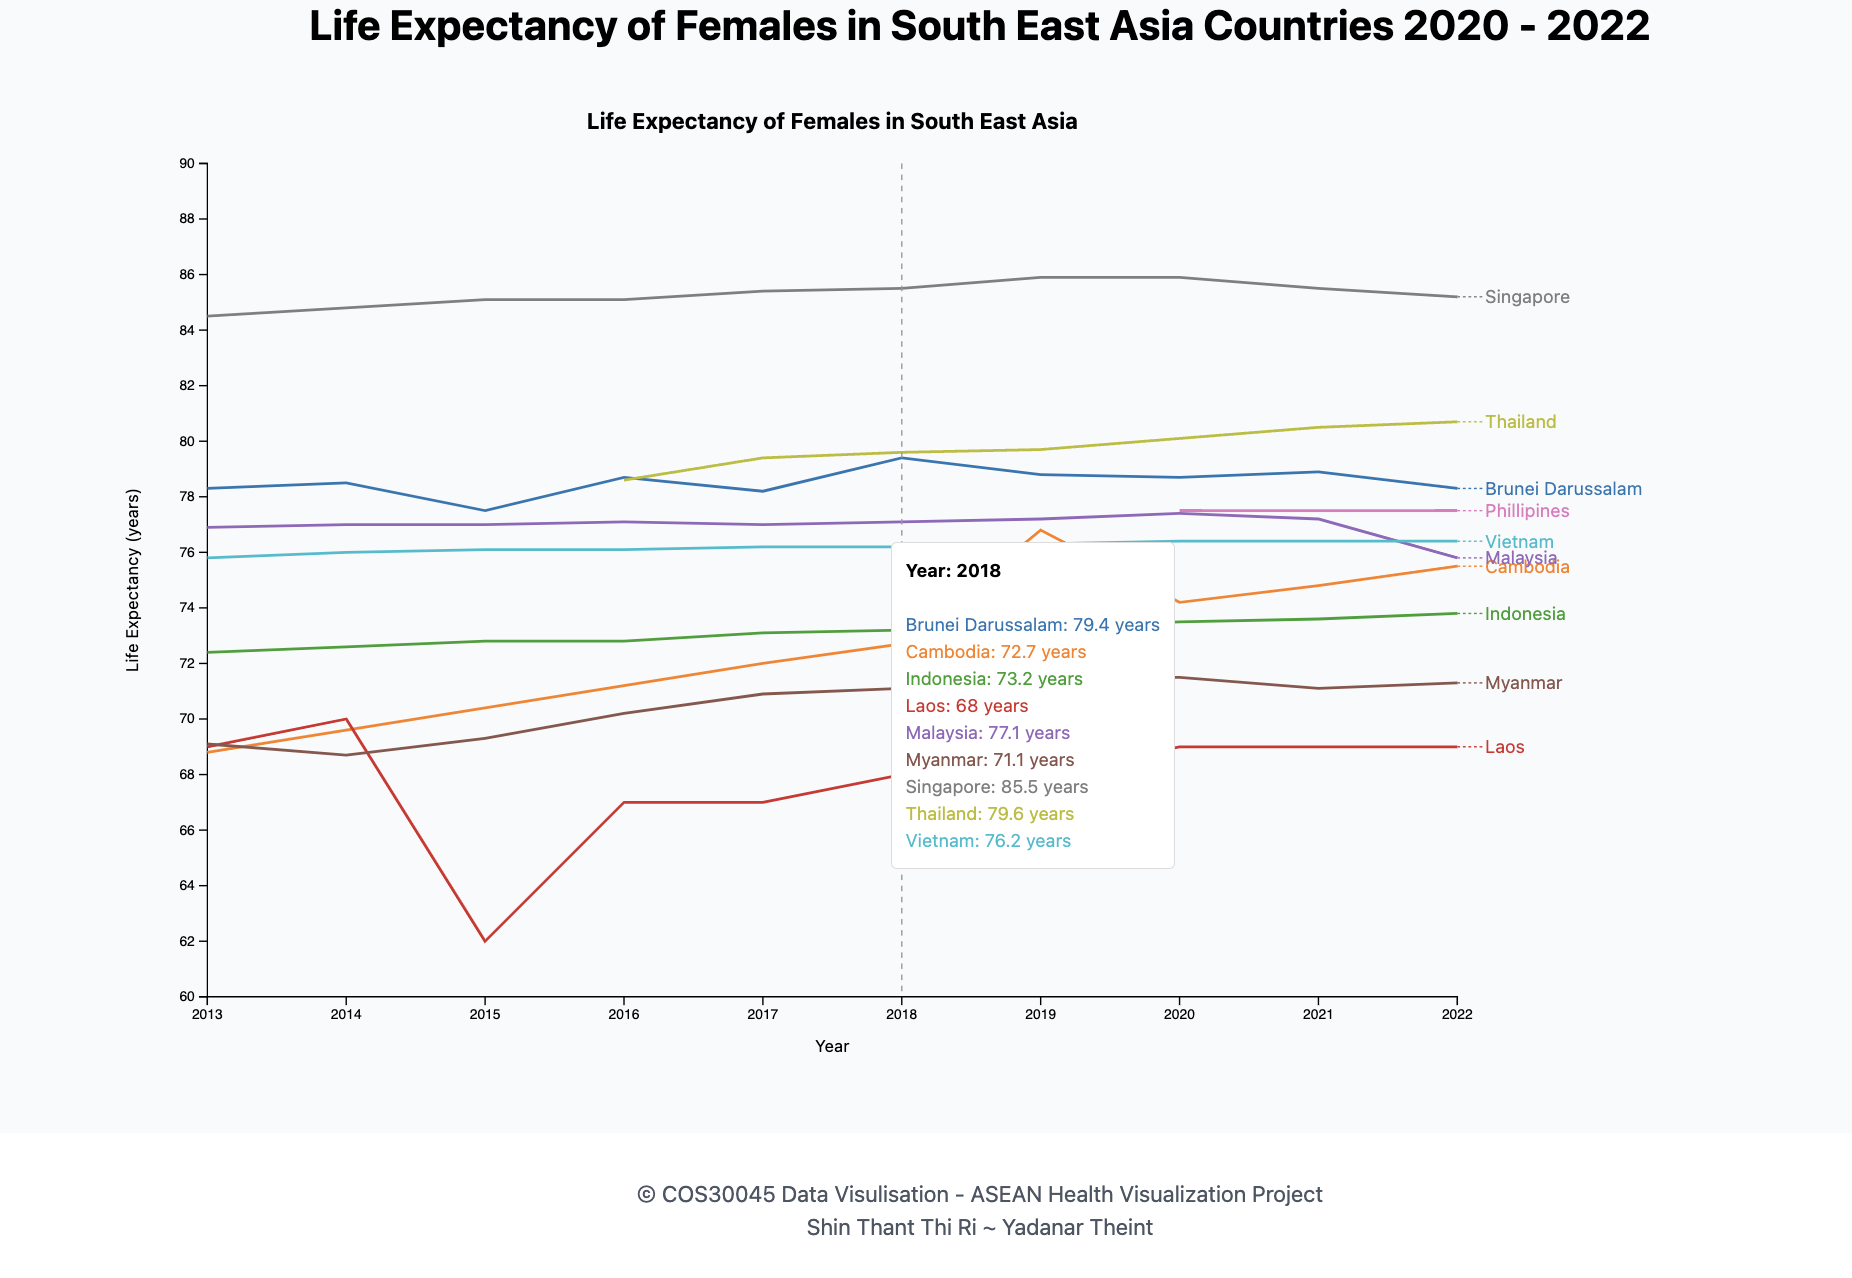 Life Expectancy of Females in South East Asia Countries 2020 - 2022
Life Expectancy of Females in South East Asia
Life Expectancy (years)
90
88
86
84
82
80
78
76
74
72
70
68
66
64
62
60
Singapore
Thailand
Brunei Darussalam
Phillipines
Vietnam
Malaysia
Cambodia
Indonesia
Myanmar
Laos
Year: 2018
Brunei Darussalam: 79.4 years
Cambodia: 72.7 years
Indonesia: 73.2 years
Laos: 68 years
Malaysia: 77.1 years
Myanmar: 71.1 years
Singapore: 85.5 years
Thailand: 79.6 years
Vietnam: 76.2 years
2013 2014 2015 2016 2017 2018 2019 2020 2021 2022
Year
© COS30045 Data Visulisation - ASEAN Health Visualization Project
Shin Thant Thi Ri ~ Yadanar Theint